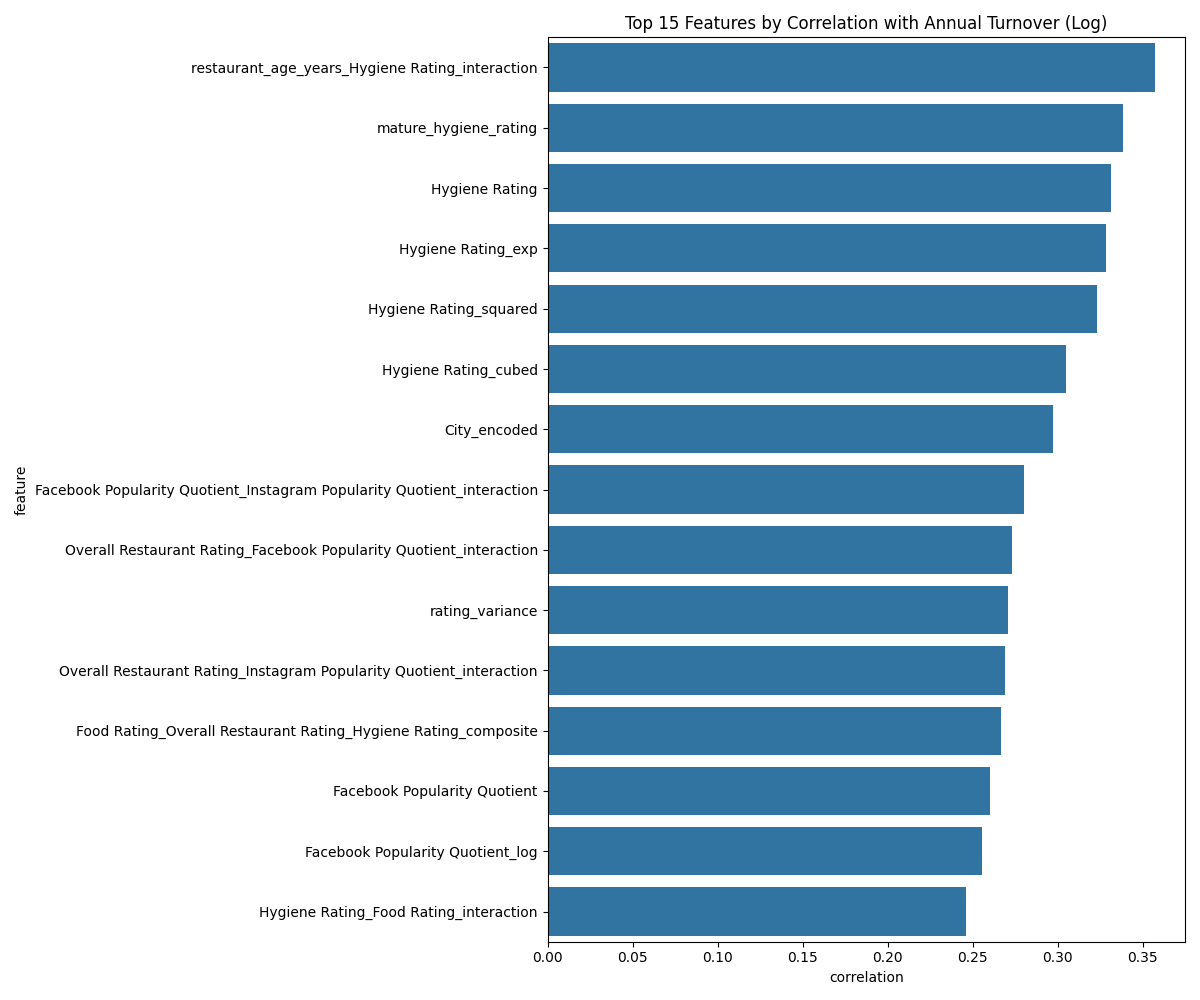 Top 15 Features by Correlation with Annual Turnover (Log)
feature
restaurant_age_years_Hygiene Rating_interaction
mature_hygiene_rating
Hygiene Rating
Hygiene Rating_exp
Hygiene Rating_squared
Hygiene Rating_cubed
City_encoded
Facebook Popularity Quotient_Instagram Popularity Quotient_interaction
Overall Restaurant Rating_Facebook Popularity Quotient_interaction
rating_variance
Overall Restaurant Rating_Instagram Popularity Quotient_interaction
Food Rating_Overall Restaurant Rating_Hygiene Rating_composite
Facebook Popularity Quotient
Facebook Popularity Quotient_log
Hygiene Rating_Food Rating_interaction
0.00 0.05 0.10 0.15 0.20 0.25 0.30 0.35
correlation